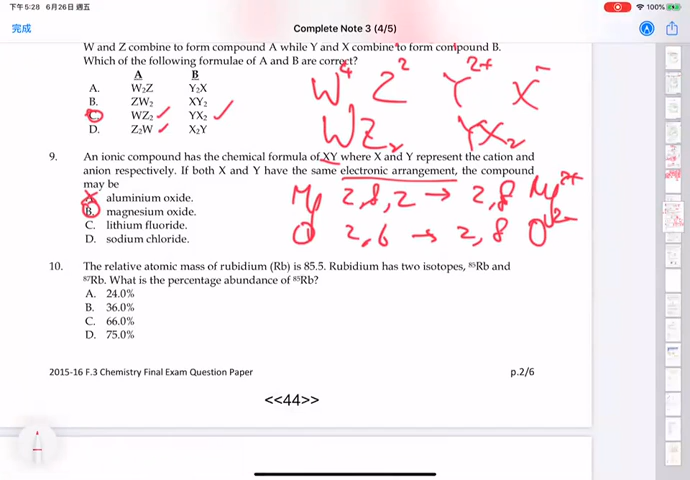 下午5:28 6月26日 週五
100%
完成
Complete Note 3 (4/5)
W and Z combine to form compound A while Y and X combine to form compound B.
Which of the following formulae of A and B are correct?
A B
A. W₂Z Y₂X
B. ZW₂ XY₂
C. WZ₂ ✓ YX₂ ✓
D. Z₂W ✓ X₂Y
W⁴ Z² Y²⁺ X⁻
WZ₂ YX₂
9. An ionic compound has the chemical formula of XY where X and Y represent the cation and
anion respectively. If both X and Y have the same electronic arrangement, the compound
may be
A. aluminium oxide.
B. magnesium oxide.
C. lithium fluoride.
D. sodium chloride.
Mg 2,8,2 → 2,8 Mg²⁺
O 2,6 → 2,8 O²⁻
10. The relative atomic mass of rubidium (Rb) is 85.5. Rubidium has two isotopes, ⁸⁵Rb and
⁸⁷Rb. What is the percentage abundance of ⁸⁵Rb?
A. 24.0%
B. 36.0%
C. 66.0%
D. 75.0%
2015-16 F.3 Chemistry Final Exam Question Paper p.2/6
<<44>>